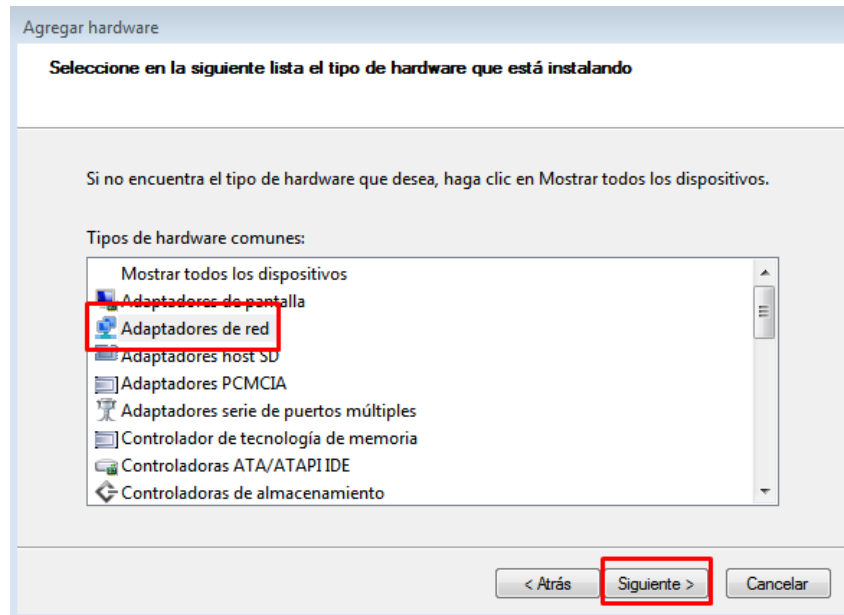 Agregar hardware
Seleccione en la siguiente lista el tipo de hardware que está instalando
Si no encuentra el tipo de hardware que desea, haga clic en Mostrar todos los dispositivos.
Tipos de hardware comunes:
Mostrar todos los dispositivos
Adaptadores de pantalla
Adaptadores de red
Adaptadores host SD
Adaptadores PCMCIA
Adaptadores serie de puertos múltiples
Controlador de tecnología de memoria
Controladoras ATA/ATAPI IDE
Controladoras de almacenamiento
< Atrás Siguiente > Cancelar